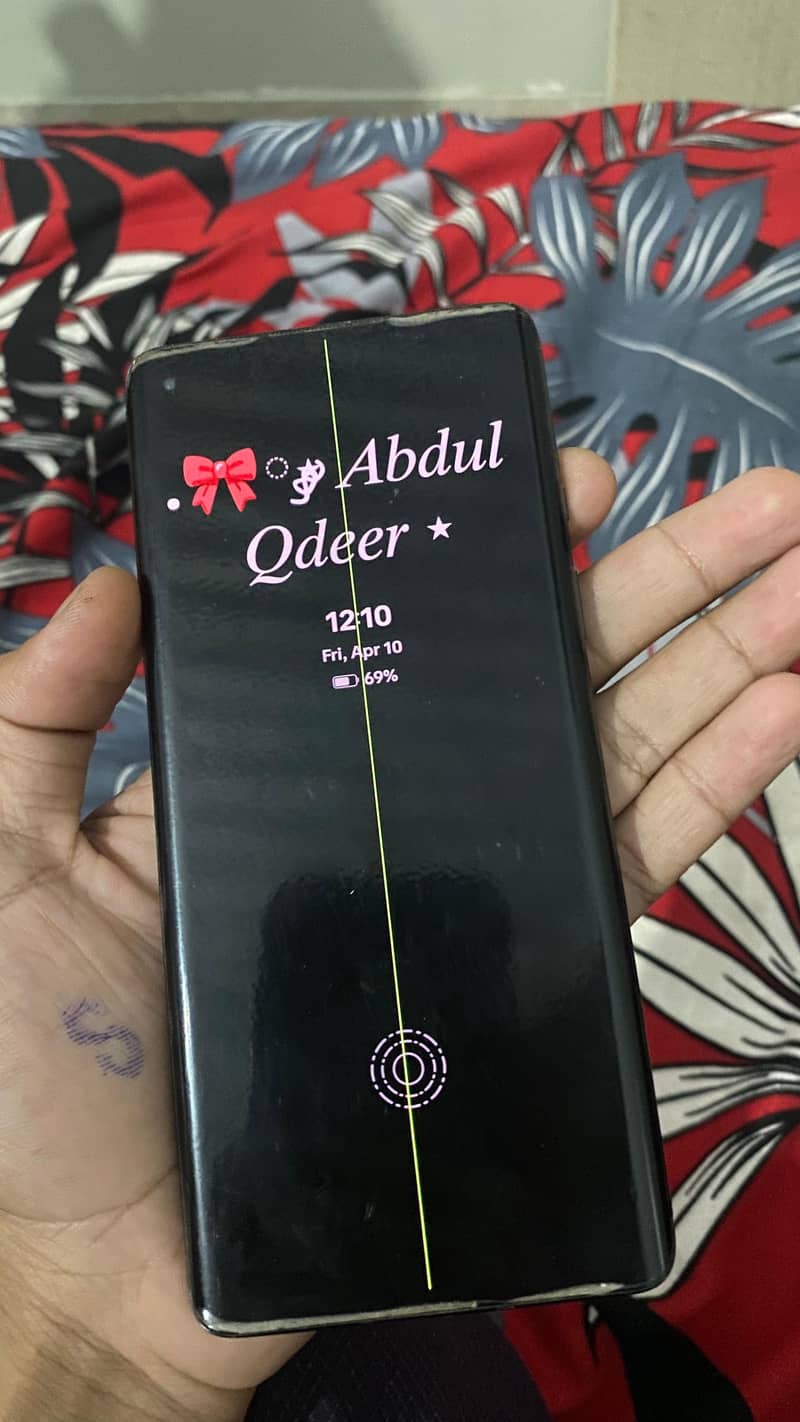 Abdul
Qdeer ★
12:10
Fri, Apr 10
69%
S